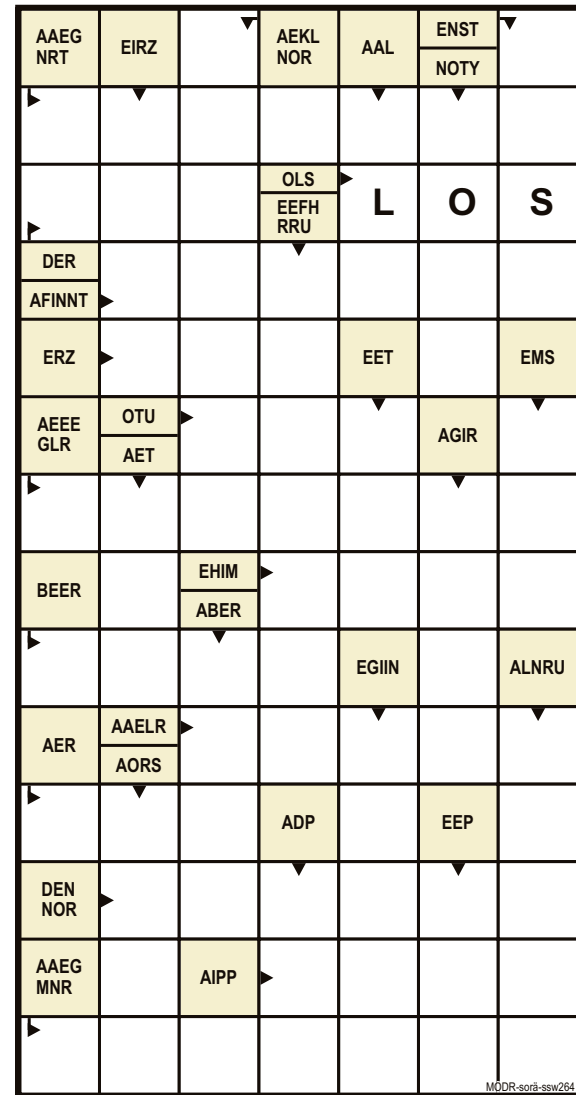 AAEG
NRT
EIRZ
AEKL
NOR
AAL
ENST
NOTY
OLS
EEFH
RRU
L O S
DER
AFINNT
ERZ
EET
EMS
AEEE
GLR
OTU
AET
AGIR
BEER
EHIM
ABER
EGIIN
ALNRU
AER
AAELR
AORS
ADP
EEP
DEN
NOR
AAEG
MNR
AIPP
MODR-sorä-ssw264